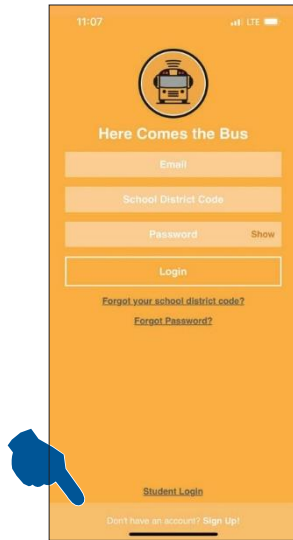 11:07 LTE
Here Comes the Bus
Email
School District Code
Password Show
Login
Forgot your school district code?
Forgot Password?
Student Login
Don't have an account? Sign Up!